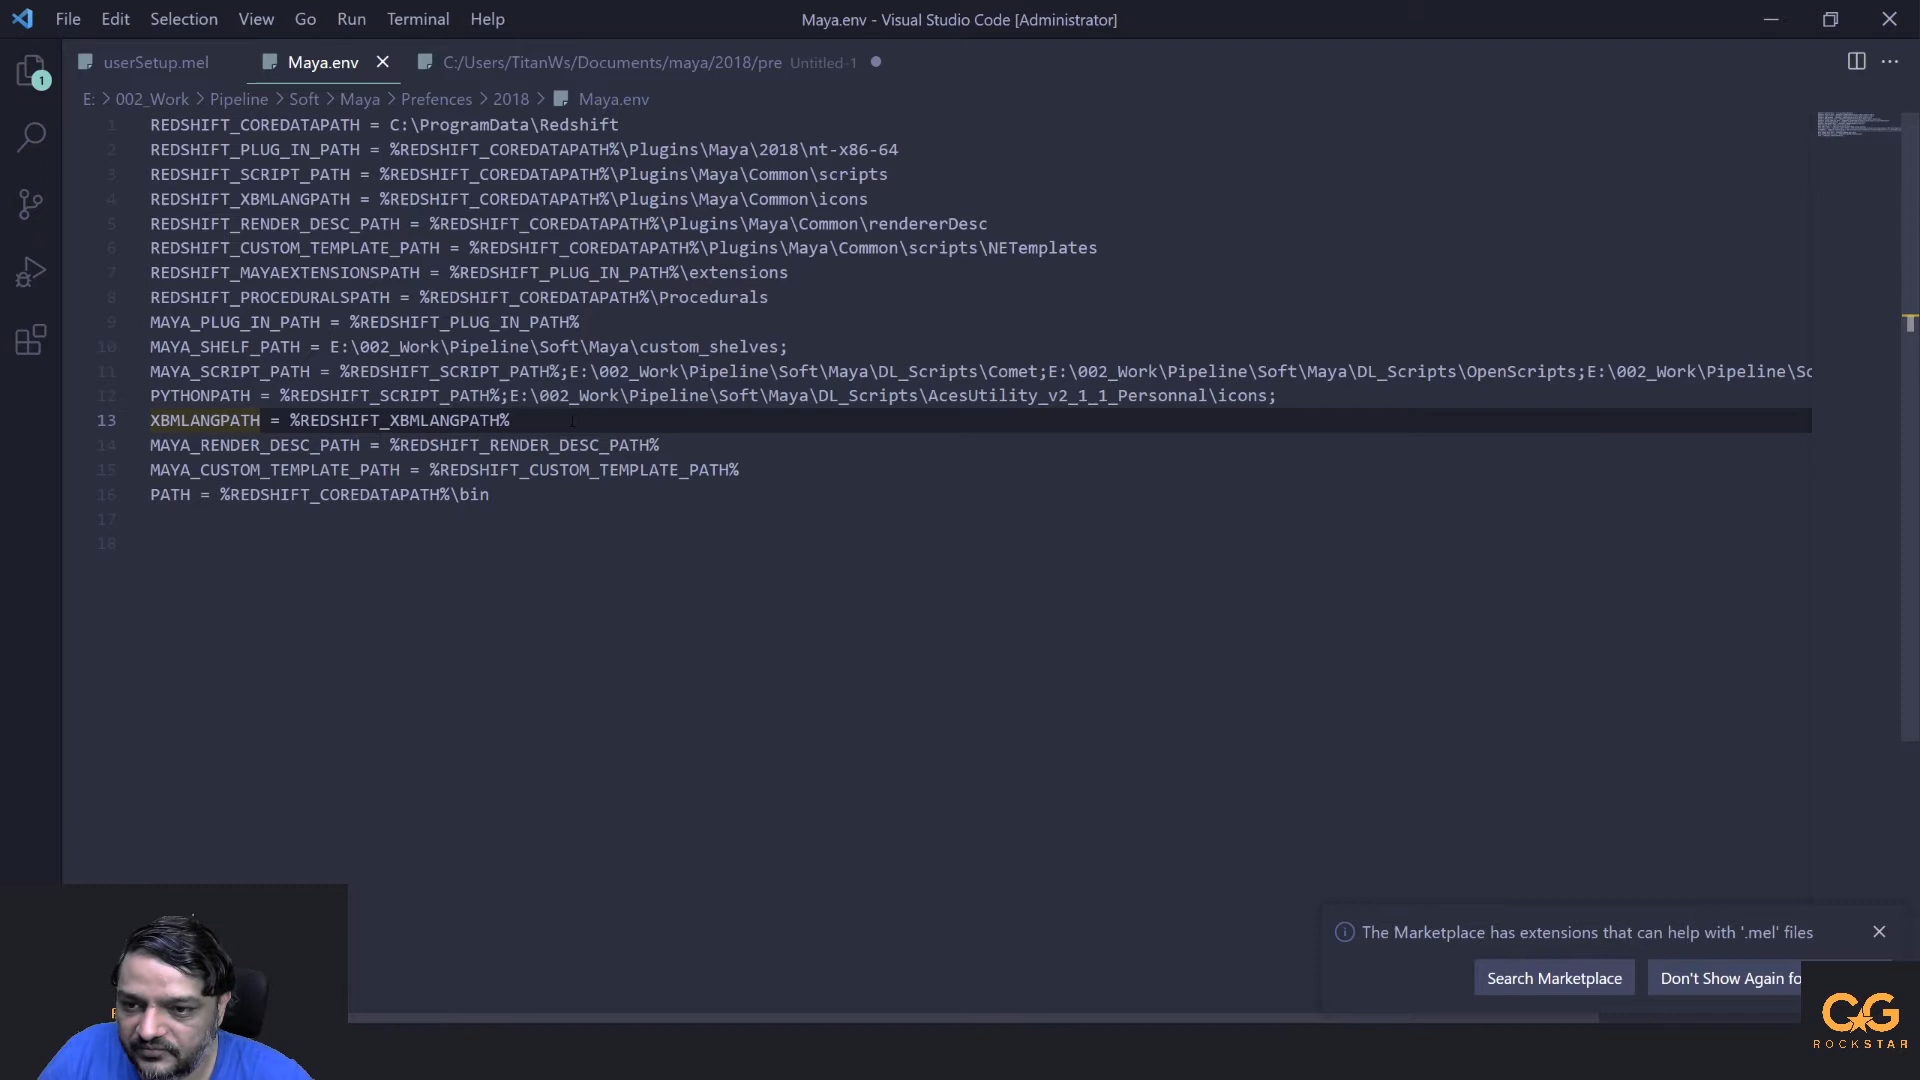 File Edit Selection View Go Run Terminal Help
Maya.env - Visual Studio Code [Administrator]
userSetup.mel
Maya.env
C:/Users/TitanWs/Documents/maya/2018/pre Untitled-1
1
E: > 002_Work > Pipeline > Soft > Maya > Prefences > 2018 > Maya.env
1 REDSHIFT_COREDATAPATH = C:\ProgramData\Redshift
2 REDSHIFT_PLUG_IN_PATH = %REDSHIFT_COREDATAPATH%\Plugins\Maya\2018\nt-x86-64
3 REDSHIFT_SCRIPT_PATH = %REDSHIFT_COREDATAPATH%\Plugins\Maya\Common\scripts
4 REDSHIFT_XBMLANGPATH = %REDSHIFT_COREDATAPATH%\Plugins\Maya\Common\icons
5 REDSHIFT_RENDER_DESC_PATH = %REDSHIFT_COREDATAPATH%\Plugins\Maya\Common\rendererDesc
6 REDSHIFT_CUSTOM_TEMPLATE_PATH = %REDSHIFT_COREDATAPATH%\Plugins\Maya\Common\scripts\NETemplates
7 REDSHIFT_MAYAEXTENSIONSPATH = %REDSHIFT_PLUG_IN_PATH%\extensions
8 REDSHIFT_PROCEDURALSPATH = %REDSHIFT_COREDATAPATH%\Procedurals
9 MAYA_PLUG_IN_PATH = %REDSHIFT_PLUG_IN_PATH%
10 MAYA_SHELF_PATH = E:\002_Work\Pipeline\Soft\Maya\custom_shelves;
11 MAYA_SCRIPT_PATH = %REDSHIFT_SCRIPT_PATH%;E:\002_Work\Pipeline\Soft\Maya\DL_Scripts\Comet;E:\002_Work\Pipeline\Soft\Maya\DL_Scripts\OpenScripts;E:\002_Work\Pipeline\So
12 PYTHONPATH = %REDSHIFT_SCRIPT_PATH%;E:\002_Work\Pipeline\Soft\Maya\DL_Scripts\AcesUtility_v2_1_1_Personnal\icons;
13 XBMLANGPATH = %REDSHIFT_XBMLANGPATH%
14 MAYA_RENDER_DESC_PATH = %REDSHIFT_RENDER_DESC_PATH%
15 MAYA_CUSTOM_TEMPLATE_PATH = %REDSHIFT_CUSTOM_TEMPLATE_PATH%
16 PATH = %REDSHIFT_COREDATAPATH%\bin
17
18
The Marketplace has extensions that can help with '.mel' files
Search Marketplace
Don't Show Again fo
CG
ROCKSTAR